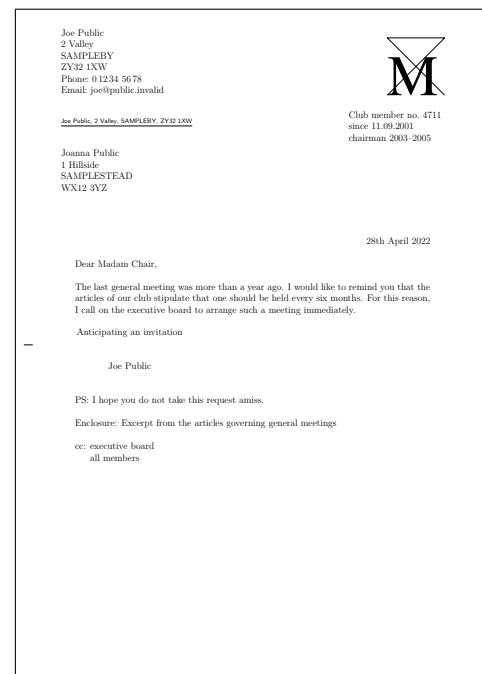 Joe Public
2 Valley
SAMPLEBY
ZY32 1XW
Phone: 0 12 34 56 78
Email: joe@public.invalid
M
Club member no. 4711
since 11.09.2001
chairman 2003–2005
Joe Public, 2 Valley, SAMPLEBY, ZY32 1XW
Joanna Public
1 Hillside
SAMPLESTEAD
WX12 3YZ
28th April 2022
Dear Madam Chair,
The last general meeting was more than a year ago. I would like to remind you that the
articles of our club stipulate that one should be held every six months. For this reason,
I call on the executive board to arrange such a meeting immediately.
Anticipating an invitation
Joe Public
PS: I hope you do not take this request amiss.
Enclosure: Excerpt from the articles governing general meetings
cc: executive board
all members